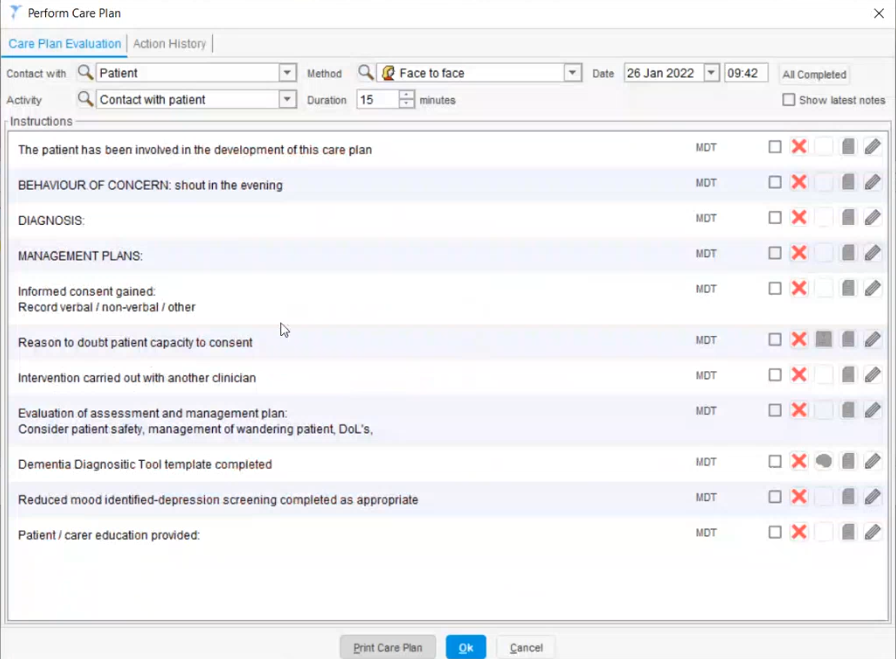 Perform Care Plan
Care Plan Evaluation Action History
Contact with Patient Method Face to face Date 26 Jan 2022 09:42 All Completed
Activity Contact with patient Duration 15 minutes Show latest notes
Instructions
The patient has been involved in the development of this care plan MDT
BEHAVIOUR OF CONCERN: shout in the evening MDT
DIAGNOSIS: MDT
MANAGEMENT PLANS: MDT
Informed consent gained: MDT
Record verbal / non-verbal / other
Reason to doubt patient capacity to consent MDT
Intervention carried out with another clinician MDT
Evaluation of assessment and management plan: MDT
Consider patient safety, management of wandering patient, DoL's,
Dementia Diagnositic Tool template completed MDT
Reduced mood identified-depression screening completed as appropriate MDT
Patient / carer education provided: MDT
Print Care Plan Ok Cancel